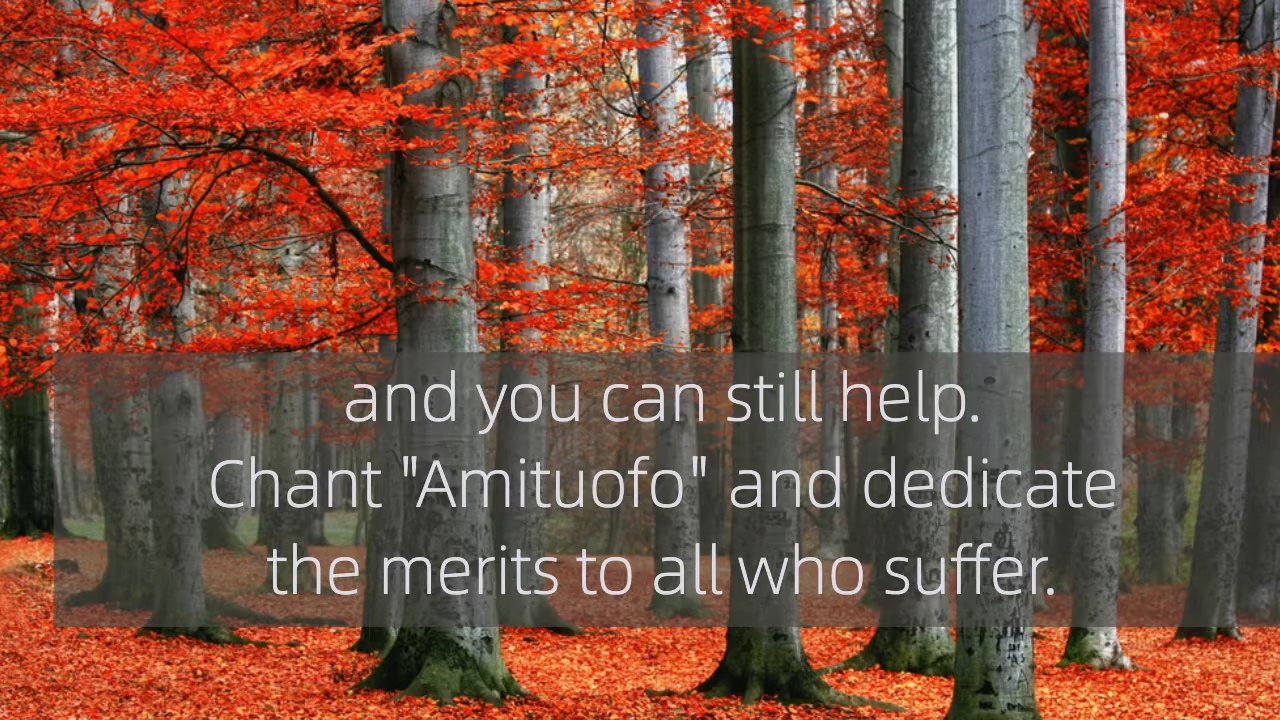 and you can still help.
Chant "Amituofo" and dedicate
the merits to all who suffer.